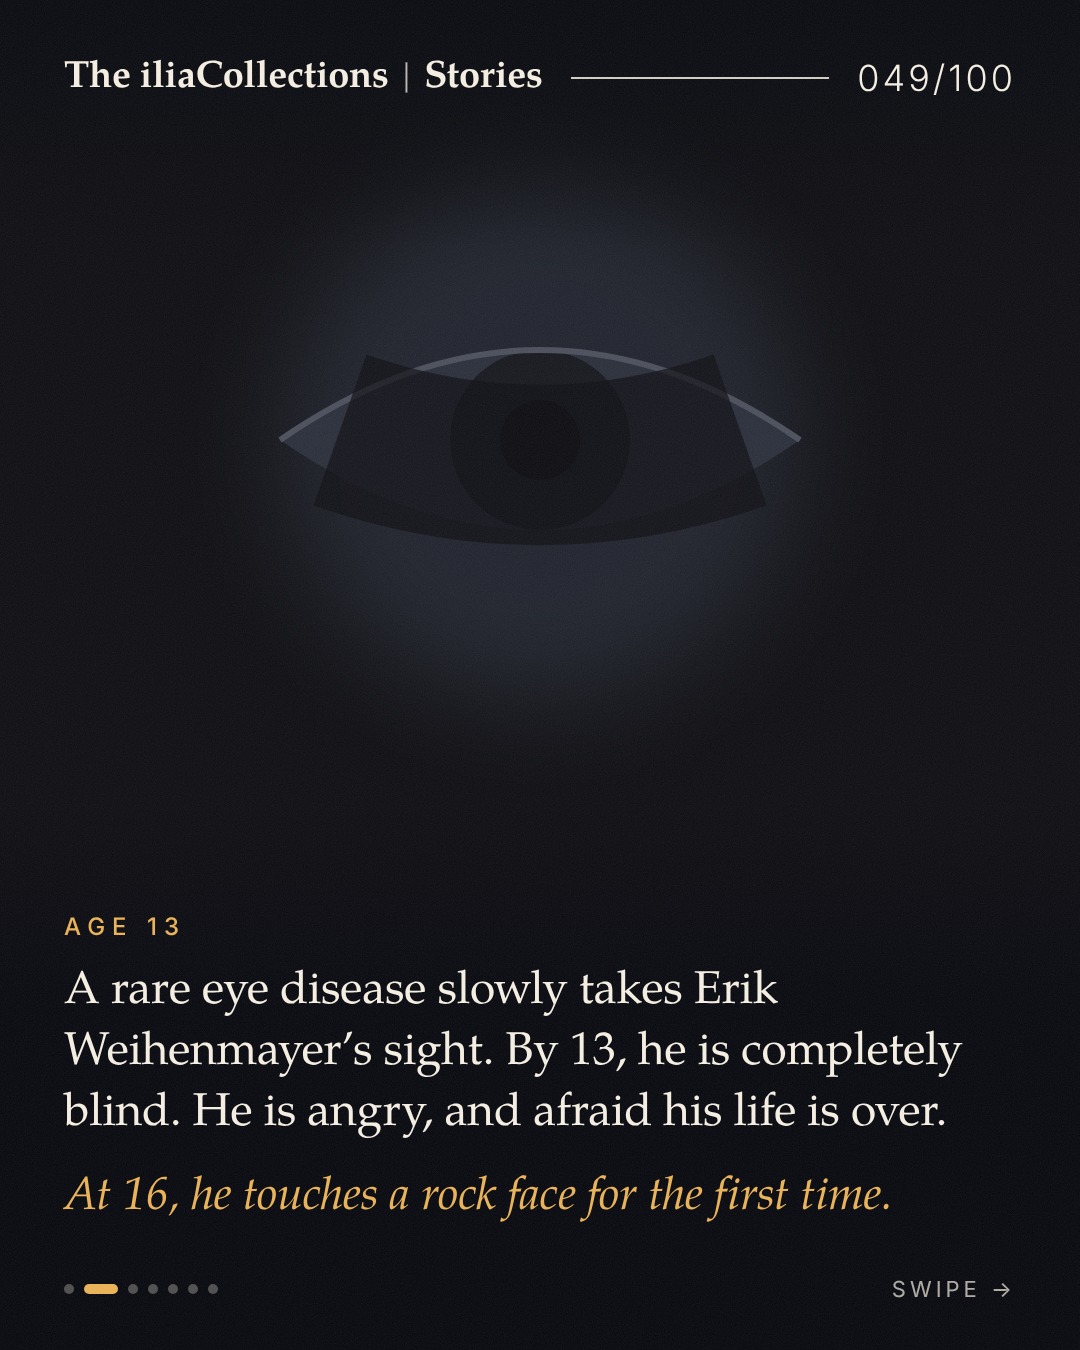 The iliaCollections | Stories 049/100
AGE 13
A rare eye disease slowly takes Erik
Weihenmayer’s sight. By 13, he is completely
blind. He is angry, and afraid his life is over.
At 16, he touches a rock face for the first time.
SWIPE →